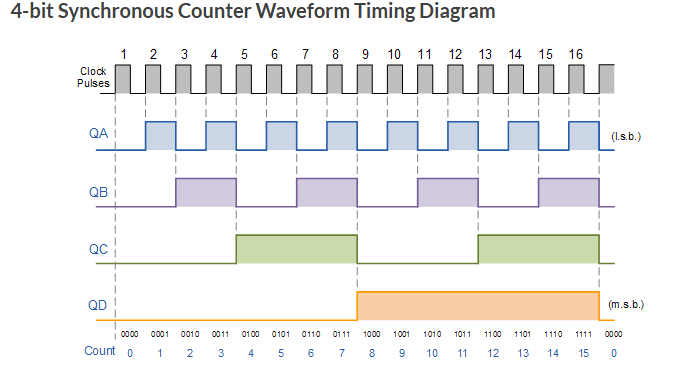 4-bit Synchronous Counter Waveform Timing Diagram
1 2 3 4 5 6 7 8 9 10 11 12 13 14 15 16
Clock
Pulses
QA (l.s.b.)
QB
QC
QD (m.s.b.)
0000 0001 0010 0011 0100 0101 0110 0111 1000 1001 1010 1011 1100 1101 1110 1111 0000
Count 0 1 2 3 4 5 6 7 8 9 10 11 12 13 14 15 0